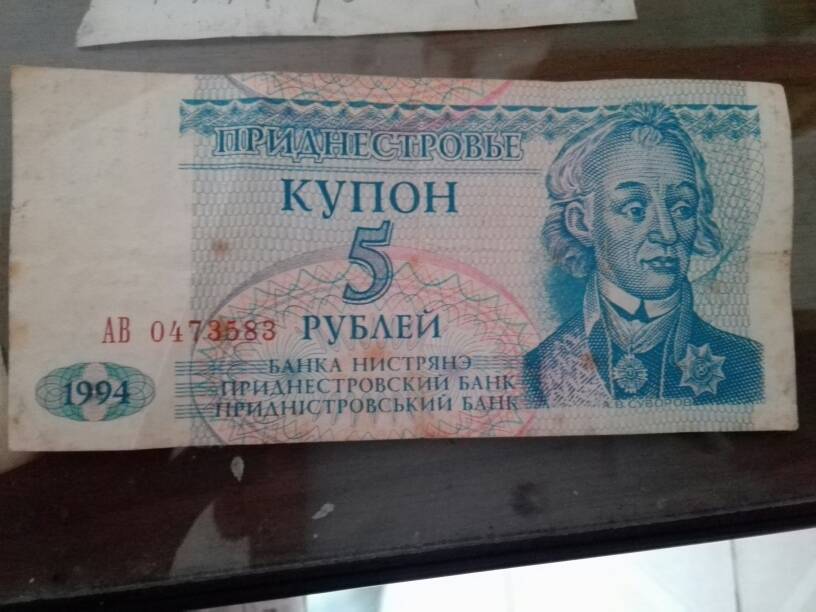 ПРИДНЕСТРОВЬЕ
КУПОН
5
РУБЛЕЙ
АВ 0473583
БАНКА НИСТРЯНЭ
ПРИДНЕСТРОВСКИЙ БАНК
ПРИДНІСТРОВСЬКИЙ БАНК
1994
А.В.СУВОРОВ